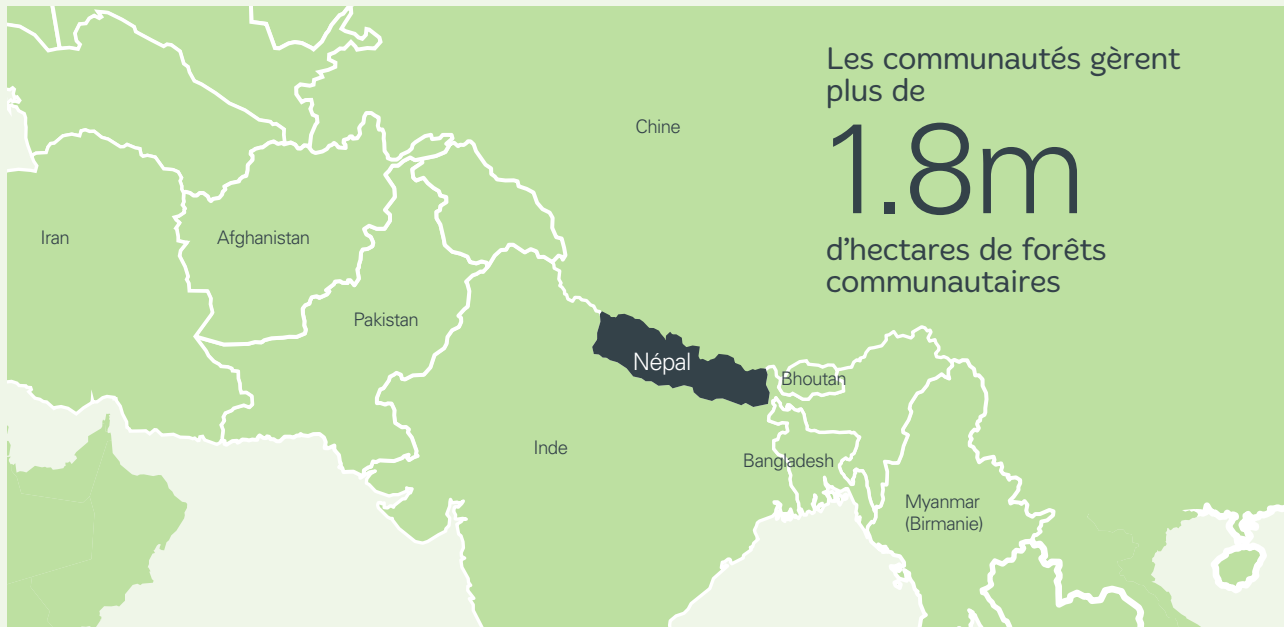 Les communautés gèrent
plus de
1.8m
d’hectares de forêts
communautaires
Chine
Iran
Afghanistan
Pakistan
Népal
Bhoutan
Inde
Bangladesh
Myanmar
(Birmanie)